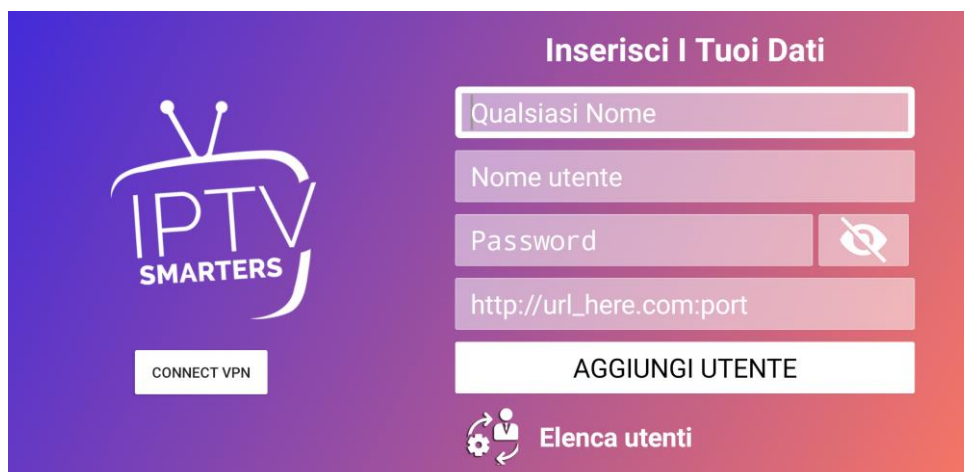 Inserisci I Tuoi Dati
Qualsiasi Nome
Nome utente
Password
http://url_here.com:port
AGGIUNGI UTENTE
Elenca utenti
IPTV
SMARTERS
CONNECT VPN